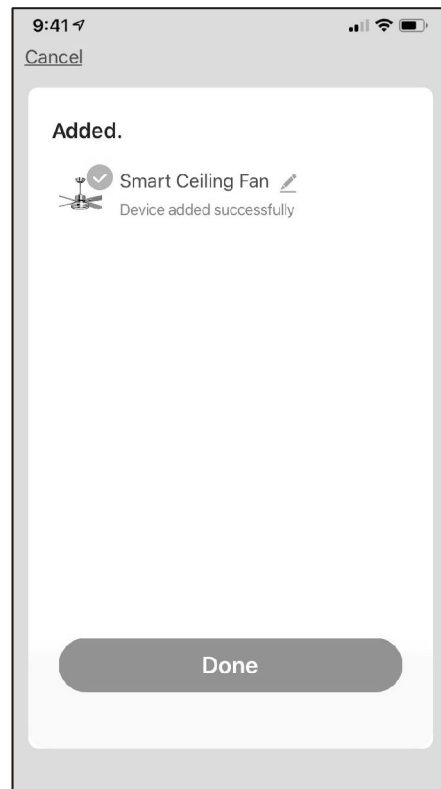 9:41
Cancel
Added.
Smart Ceiling Fan
Device added successfully
Done